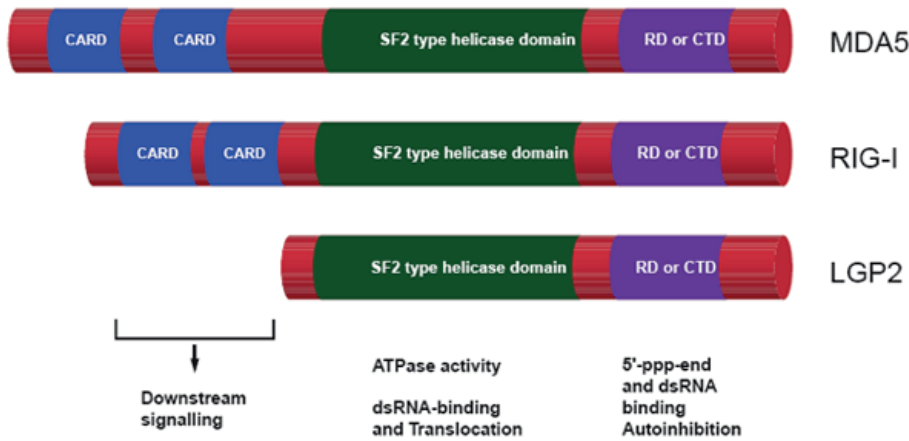 CARD CARD SF2 type helicase domain RD or CTD MDA5
CARD CARD SF2 type helicase domain RD or CTD RIG-I
SF2 type helicase domain RD or CTD LGP2
Downstream
signalling
ATPase activity
dsRNA-binding
and Translocation
5'-ppp-end
and dsRNA
binding
Autoinhibition